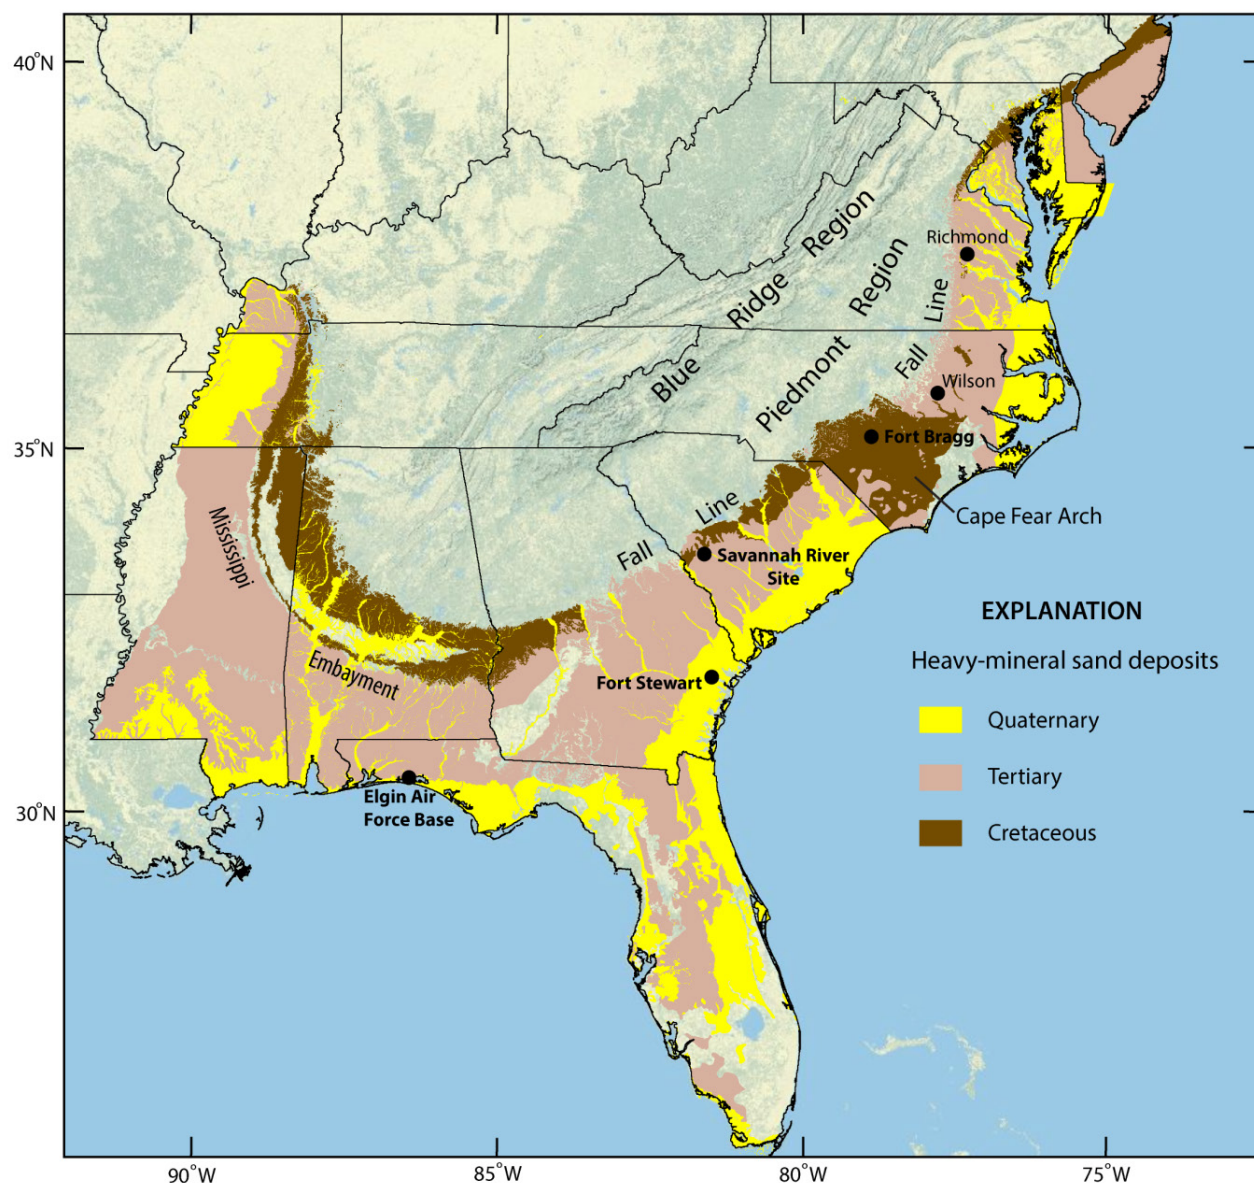 40°N
Blue Ridge Region
Piedmont Region
Richmond
Fall Line
Wilson
35°N
Fort Bragg
Cape Fear Arch
Mississippi
Embayment
Fall Line
Savannah River
Site
Fort Stewart
EXPLANATION
Heavy-mineral sand deposits
Quaternary
Tertiary
Cretaceous
30°N
Elgin Air
Force Base
90°W
85°W
80°W
75°W